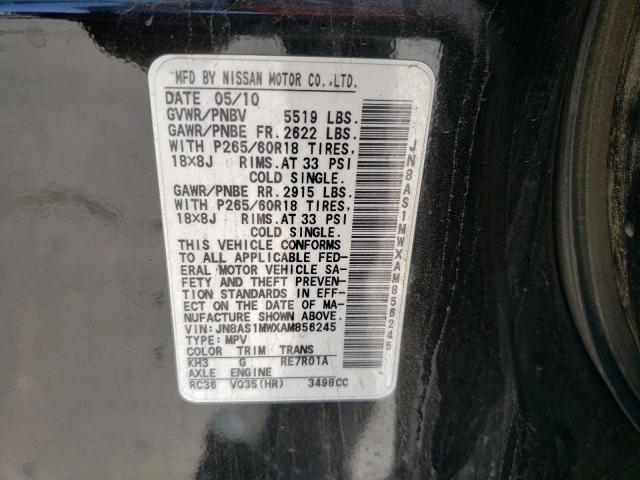 MFD BY NISSAN MOTOR CO.,LTD.
DATE 05/10
GVWR/PNBV 5519 LBS.
GAWR/PNBE FR. 2622 LBS.
WITH P265/60R18 TIRES,
18X8J RIMS.AT 33 PSI
COLD SINGLE.
GAWR/PNBE RR. 2915 LBS.
WITH P265/60R18 TIRES,
18X8J RIMS.AT 33 PSI
COLD SINGLE.
THIS VEHICLE CONFORMS
TO ALL APPLICABLE FED-
ERAL MOTOR VEHICLE SA-
FETY AND THEFT PREVEN-
TION STANDARDS IN EFF-
ECT ON THE DATE OF MA-
NUFACTURE SHOWN ABOVE.
VIN: JN8AS1MWXAM856245
TYPE: MPV
COLOR TRIM TRANS
KH3 G RE7R01A
AXLE ENGINE
RC36 VQ35(HR) 3498CC
JN8AS1MWXAM856245